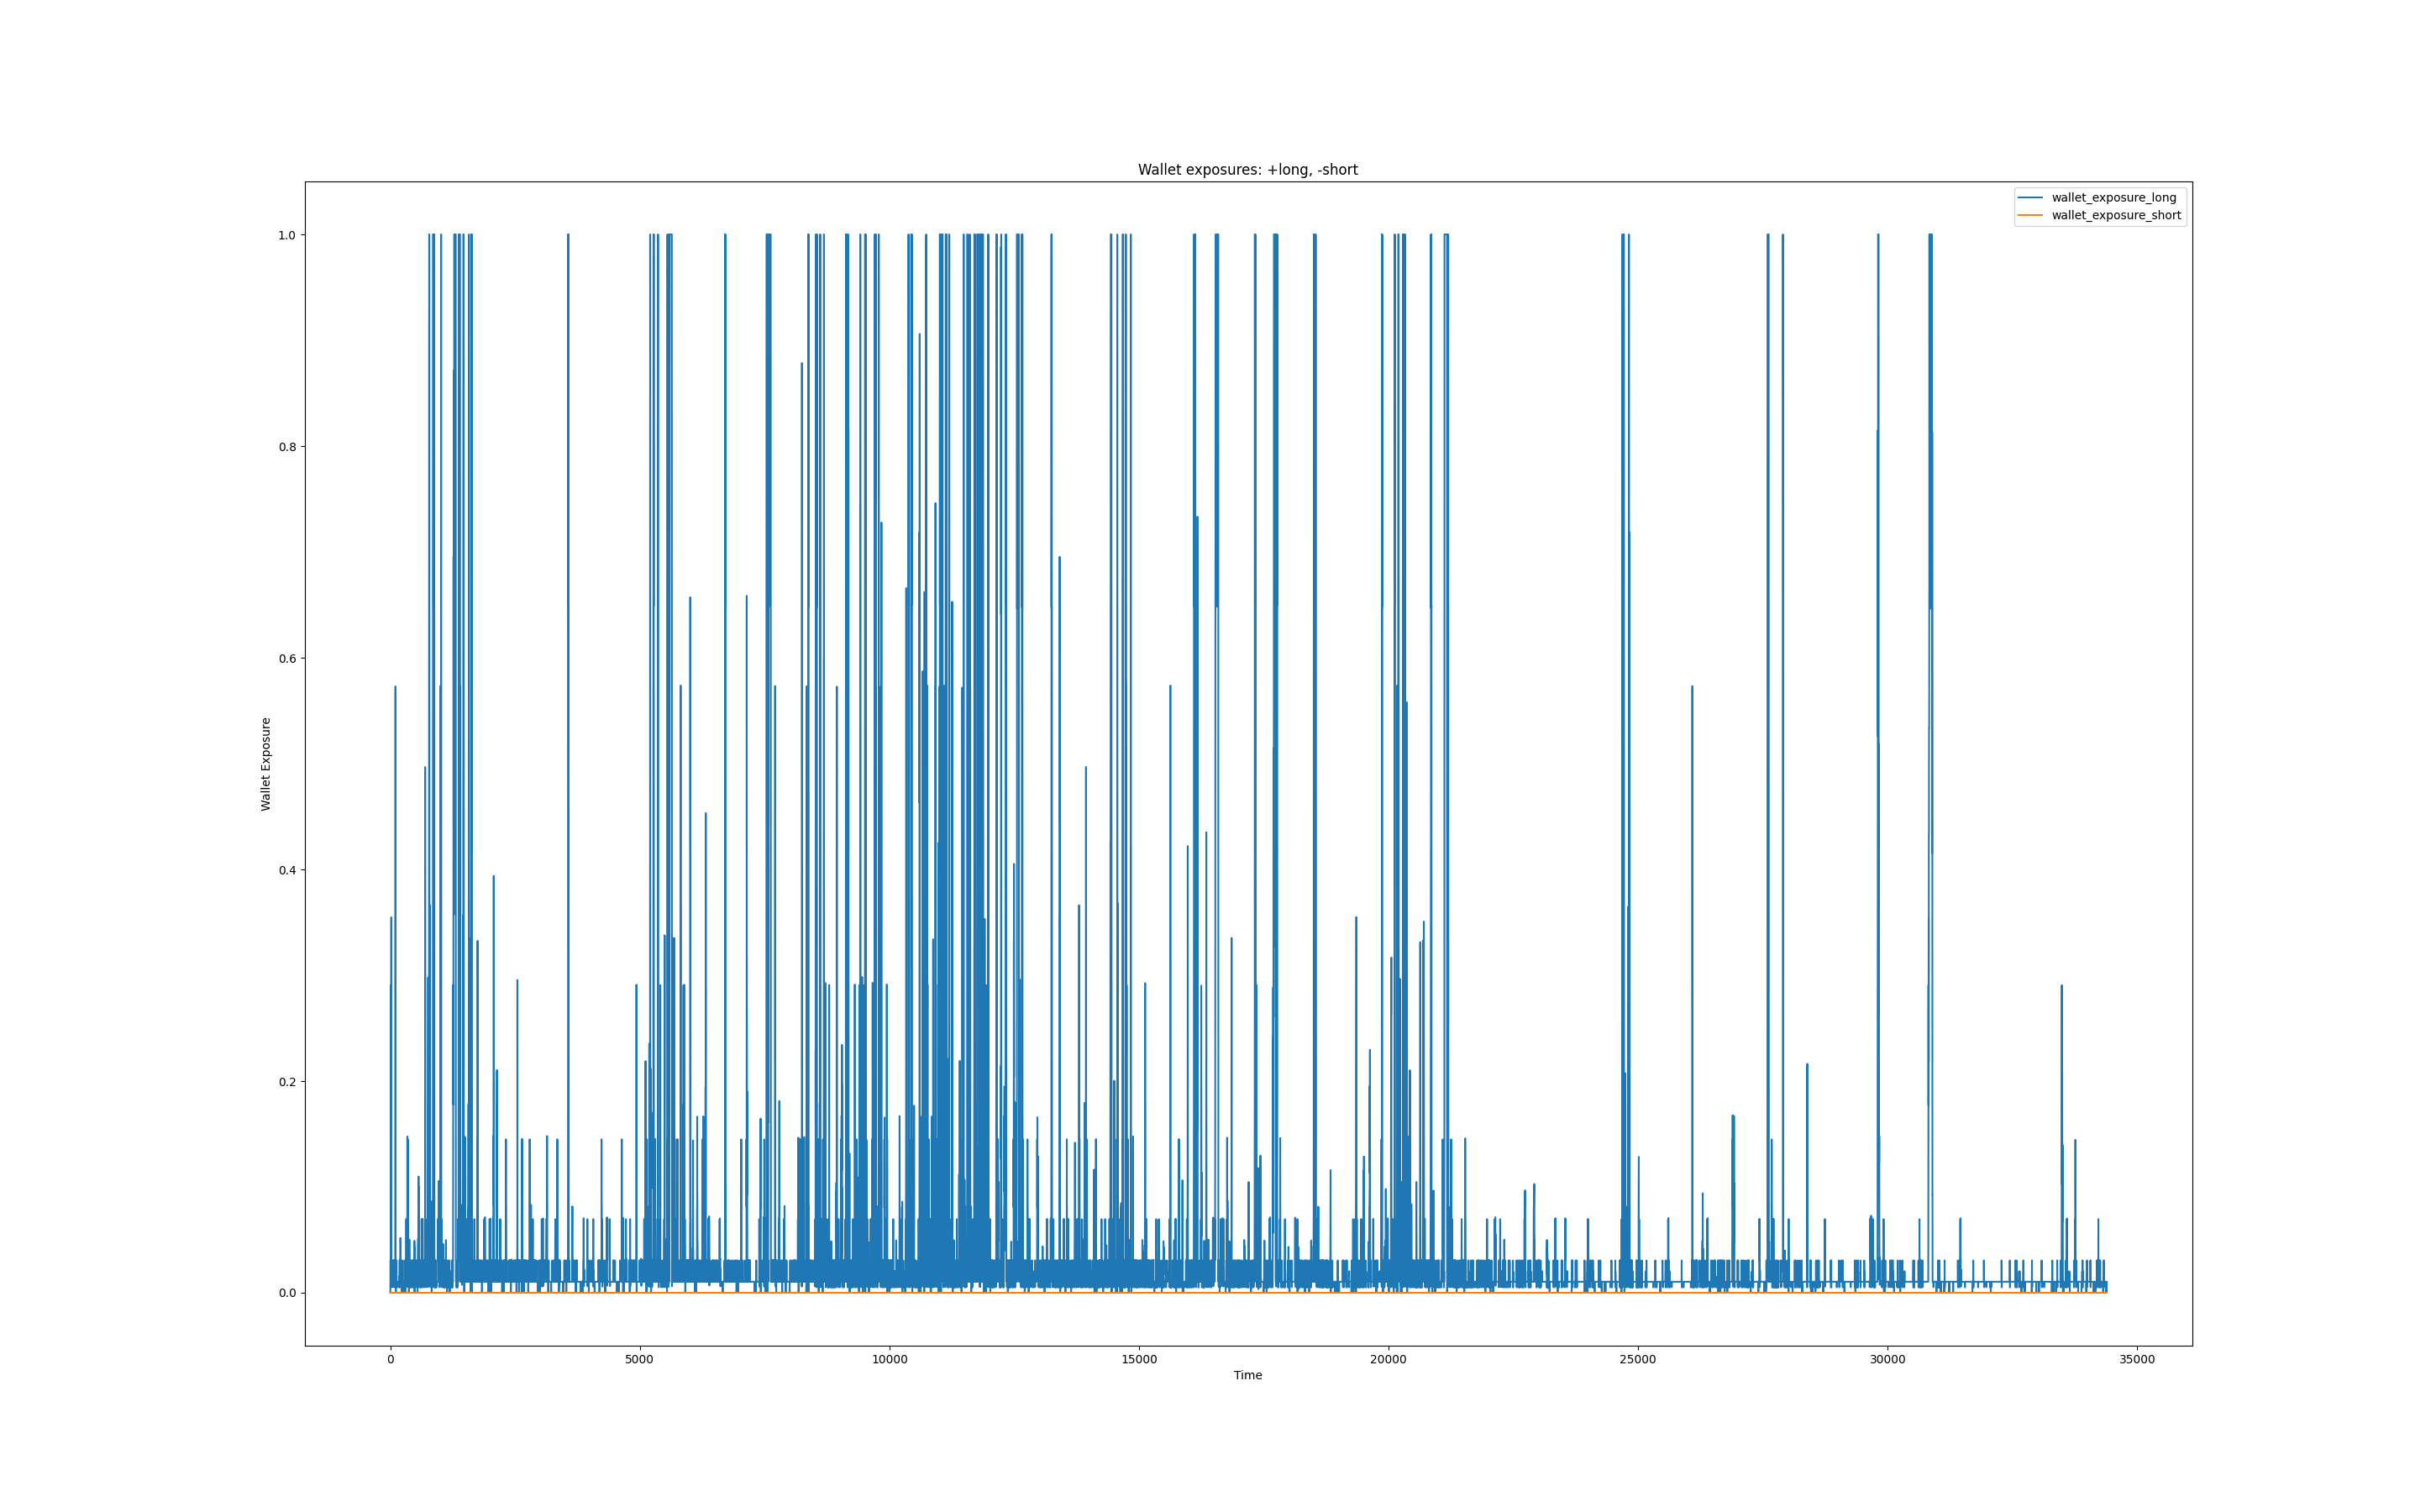 Wallet exposures: +long, -short
wallet_exposure_long
wallet_exposure_short
1.0
0.8
0.6
0.4
0.2
0.0
Wallet Exposure
0 5000 10000 15000 20000 25000 30000 35000
Time